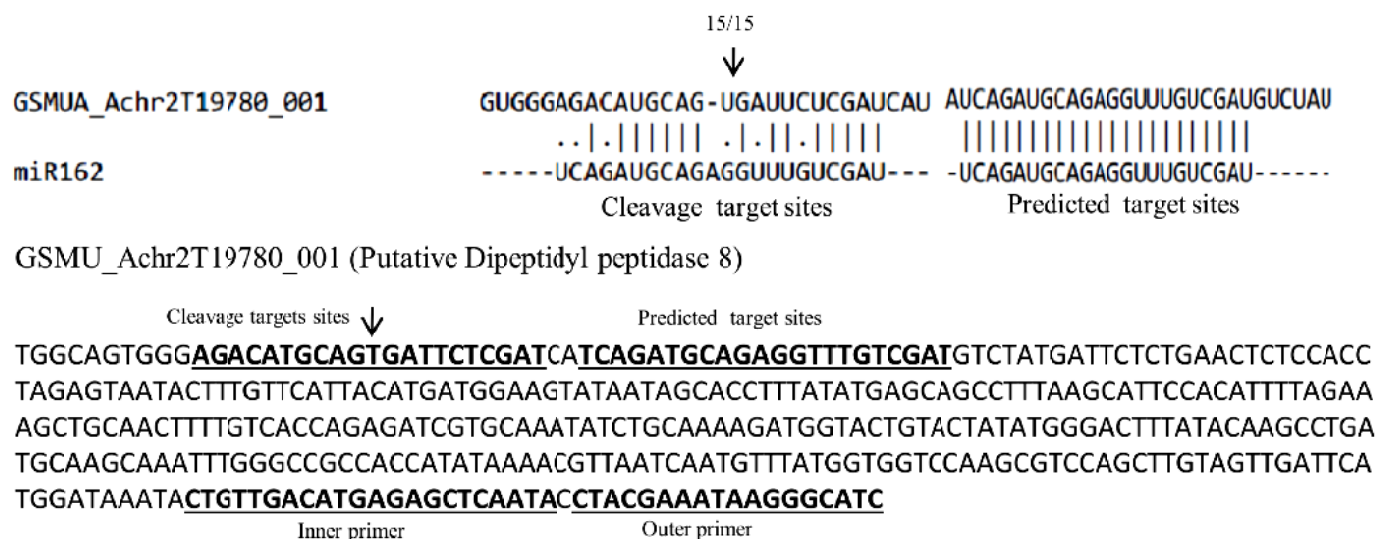 15/15
GSMUA_Achr2T19780_001 GUGGGAGACAUGCAG-UGAUUCUCGAUCAU AUCAGAUGCAGAGGUUUGUCGAUGUCUAU
miR162 -----UCAGAUGCAGAGGUUUGUCGAU--- -UCAGAUGCAGAGGUUUGUCGAU------
Cleavage target sites Predicted target sites
GSMU_Achr2T19780_001 (Putative Dipeptidyl peptidase 8)
Cleavage targets sites Predicted target sites
TGGCAGTGGGAGACATGCAGTGATTCTCGATCATCAGATGCAGAGGTTTGTCGATGTCTATGATTCTCTGAACTCTCCACC
TAGAGTAATACTTTGTTCATTACATGATGGAAGTATAATAGCACCTTTATATGAGCAGCCTTTAAGCATTCCACATTTTAGAA
AGCTGCAACTTTTGTCACCAGAGATCGTGCAAATATCTGCAAAAGATGGTACTGTACTATATGGGACTTTATACAAGCCTGA
TGCAAGCAAATTTGGGCCGCCACCATATAAAACGTTAATCAATGTTTATGGTGGTCCAAGCGTCCAGCTTGTAGTTGATTCA
TGGATAAATACTGTTGACATGAGAGCTCAATACCTACGAAATAAGGGCATC
Inner primer Outer primer